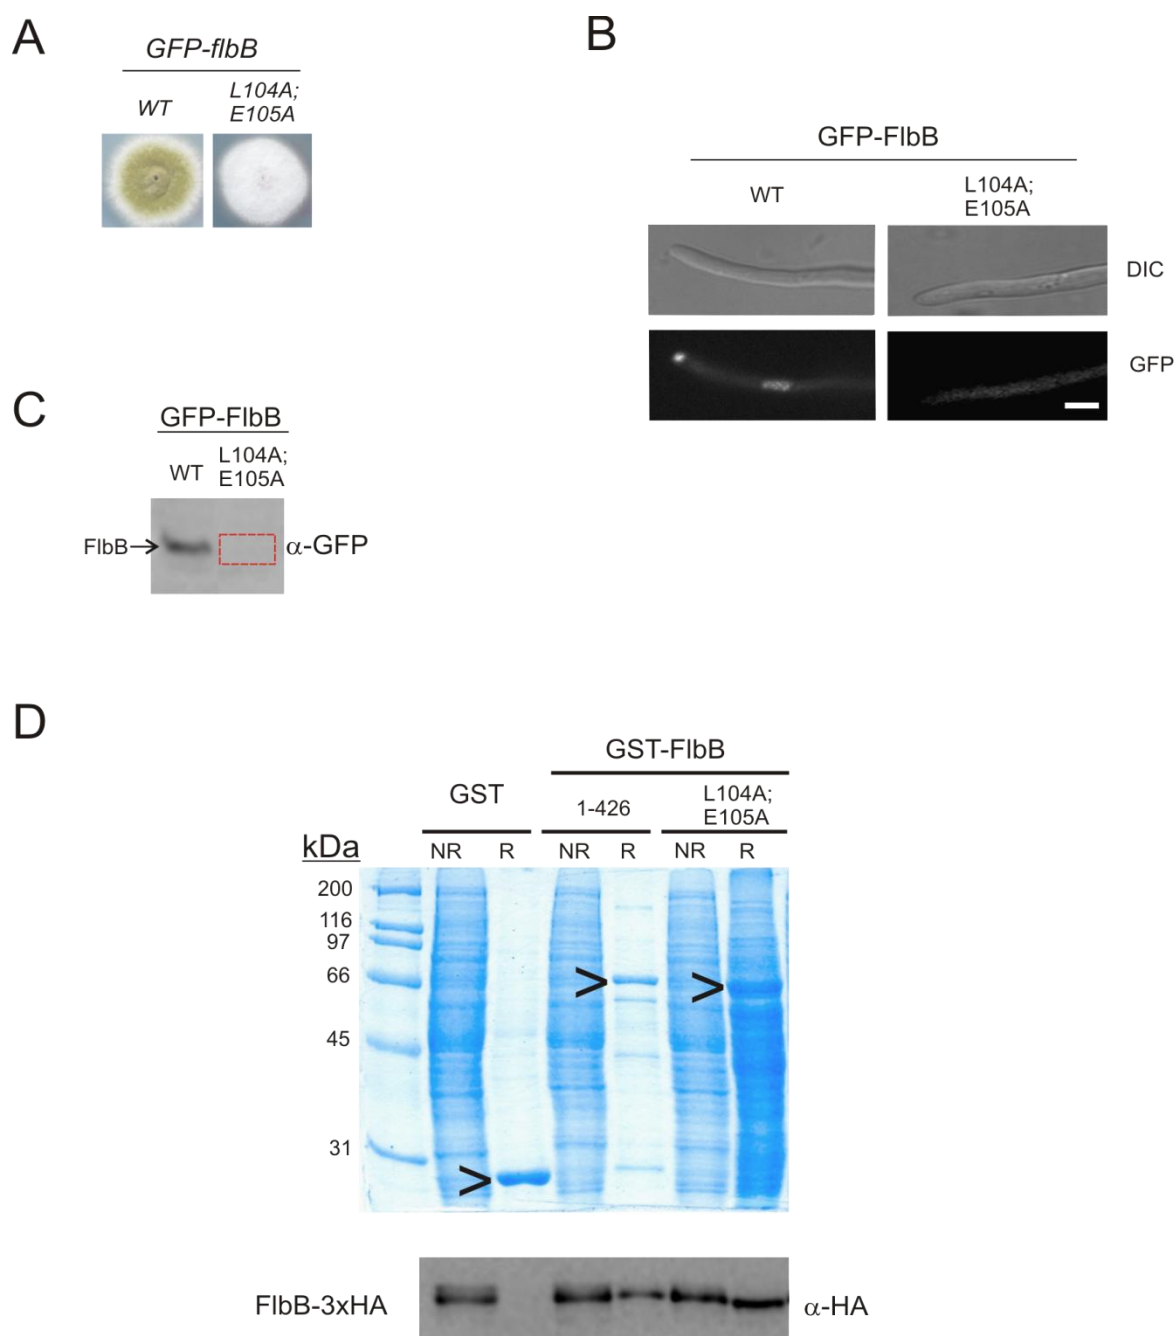 A
GFP-flbB
WT
L104A;
E105A
B
GFP-FlbB
WT
L104A;
E105A
DIC
GFP
C
GFP-FlbB
WT
L104A;
E105A
FlbB
α-GFP
D
GST-FlbB
GST
1-426
L104A;
E105A
kDa
NR R NR R NR R
200
116
97
66
45
31
> > >
FlbB-3xHA
α-HA